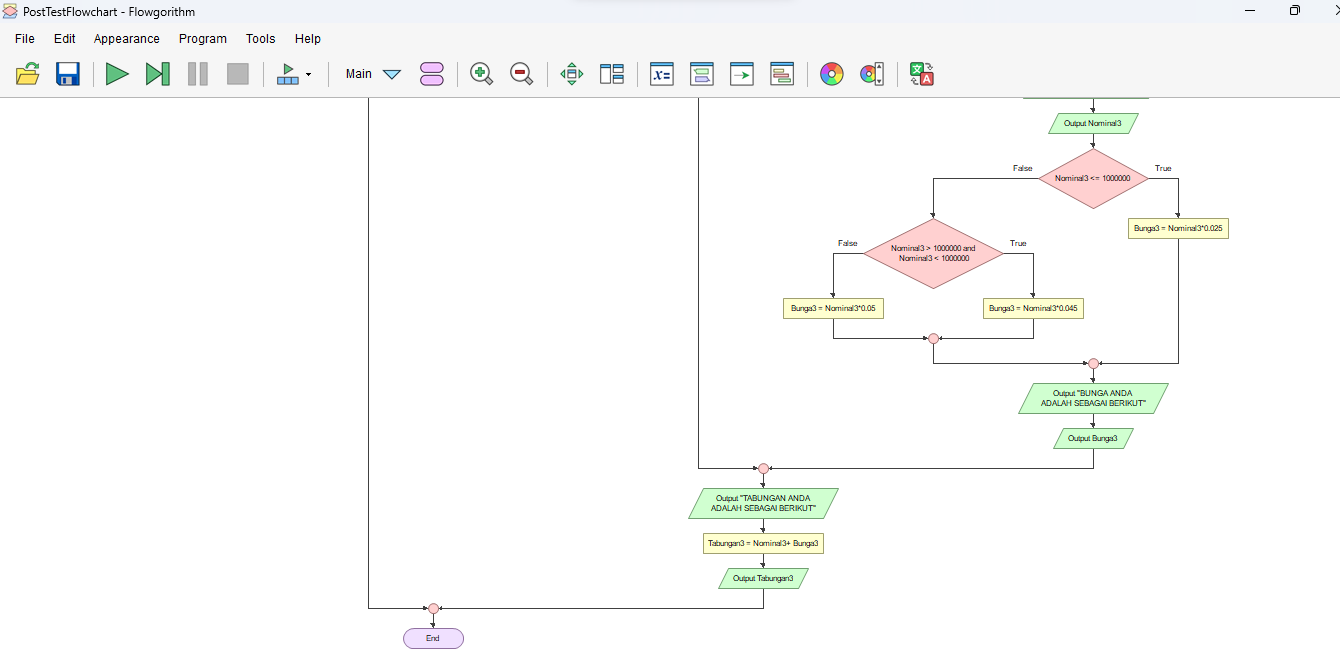 PostTestFlowchart - Flowgorithm
File Edit Appearance Program Tools Help
Main
x=
A
Output Nominal3
False
True
Nominal3 <= 1000000
Bunga3 = Nominal3*0.025
False
True
Nominal3 > 1000000 and
Nominal3 < 1000000
Bunga3 = Nominal3*0.05
Bunga3 = Nominal3*0.045
Output "BUNGA ANDA
ADALAH SEBAGAI BERIKUT"
Output Bunga3
Output "TABUNGAN ANDA
ADALAH SEBAGAI BERIKUT"
Tabungan3 = Nominal3+ Bunga3
Output Tabungan3
End